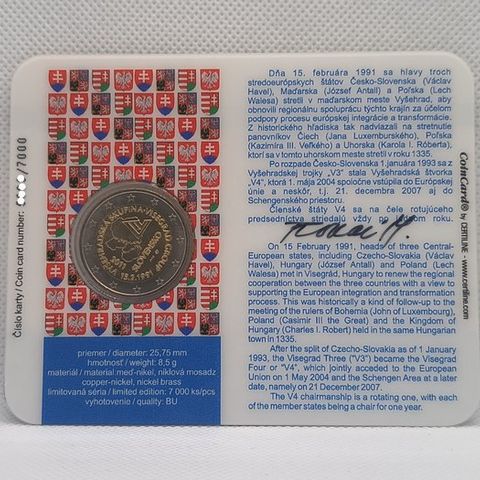 Číslo karty / Coin card number: /7000
VYŠEHRADSKÁ SKUPINA·VISEGRAD GROUP
2011
15.2.1991
SLOVENSKO
priemer / diameter: 25,75 mm
hmotnosť / weight: 8,5 g
materiál / material: meď-nikel, niklová mosadz
copper-nickel, nickel brass
limitovaná séria / limited edition: 7 000 ks/pcs
vyhotovenie / quality: BU
Dňa 15. februára 1991 sa hlavy troch
stredoeurópskych štátov Česko-Slovenska (Václav
Havel), Maďarska (József Antall) a Poľska (Lech
Walesa) stretli v maďarskom meste Vyšehrad, aby
obnovili regionálnu spoluprácu týchto krajín za účelom
podpory procesu európskej integrácie a transformácie.
Z historického hľadiska tak nadviazali na stretnutie
panovníkov Čiech (Jana Luxemburského), Poľska
(Kazimíra III. Veľkého) a Uhorska (Karola I. Róberta),
ktorí sa v tomto uhorskom meste stretli v roku 1335.
Po rozpade Česko-Slovenska 1.januára 1993 sa z
Vyšehradskej trojky „V3" stala Vyšehradská štvorka
„V4", ktorá 1. mája 2004 spoločne vstúpila do Európskej
únie a neskôr, t.j. 21. decembra 2007 aj do
Schengenského priestoru.
Členské štáty V4 sa na čele rotujúceho
predsedníctva striedajú vždy po jednom roku.
On 15 February 1991, heads of three Central-
European states, including Czecho-Slovakia (Václav
Havel), Hungary (József Antall) and Poland (Lech
Walesa) met in Visegrád, Hungary to renew the regional
cooperation between the three countries with a view to
supporting the European integration and transformation
process. This was historically a kind of follow-up to the
meeting of the rulers of Bohemia (John of Luxembourg),
Poland (Casimir III the Great) and the Kingdom of
Hungary (Charles I. Robert) held in the same Hungarian
town in 1335.
After the split of Czecho-Slovakia as of 1 January
1993, the Visegrad Three ("V3") became the Visegrad
Four or "V4", which jointly acceded to the European
Union on 1 May 2004 and the Schengen Area at a later
date, namely on 21 December 2007.
The V4 chairmanship is a rotating one, with each
of the member states being a chair for one year.
CoinCard® by CERTLINE - www.certline.com